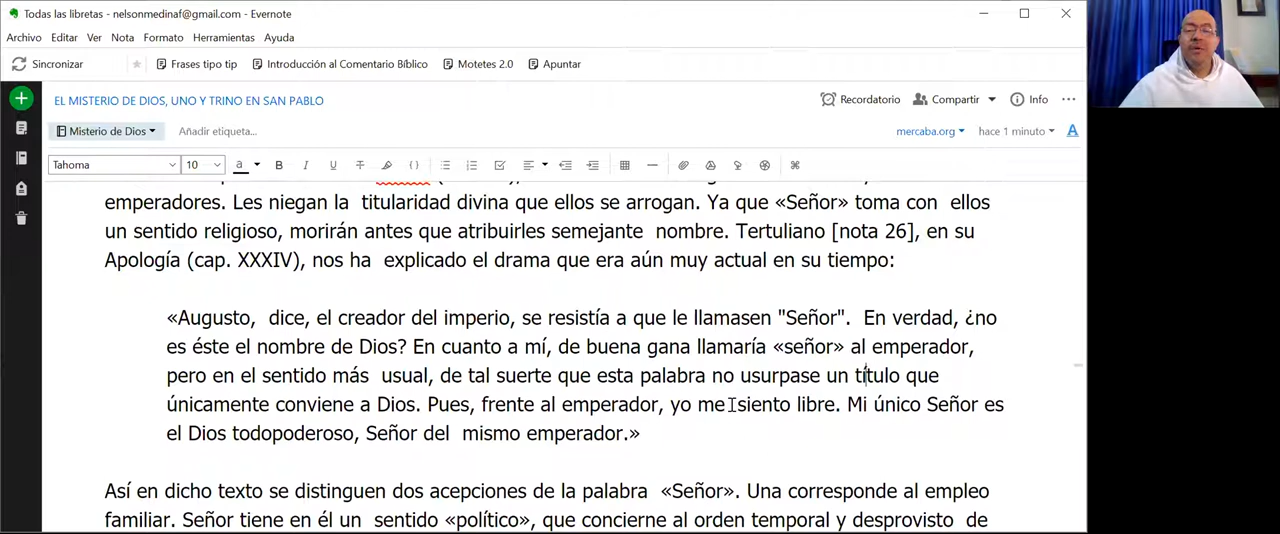 Todas las libretas - nelsonmedinaf@gmail.com - Evernote
Archivo Editar Ver Nota Formato Herramientas Ayuda
Sincronizar Frases tipo tip Introducción al Comentario Bíblico Motetes 2.0 Apuntar
EL MISTERIO DE DIOS, UNO Y TRINO EN SAN PABLO
Recordatorio Compartir Info
Misterio de Dios Añadir etiqueta... mercaba.org hace 1 minuto A
Tahoma 10 a B I U T { }
emperadores. Les niegan la titularidad divina que ellos se arrogan. Ya que «Señor» toma con ellos
un sentido religioso, morirán antes que atribuirles semejante nombre. Tertuliano [nota 26], en su
Apología (cap. XXXIV), nos ha explicado el drama que era aún muy actual en su tiempo:
«Augusto, dice, el creador del imperio, se resistía a que le llamasen "Señor". En verdad, ¿no
es éste el nombre de Dios? En cuanto a mí, de buena gana llamaría «señor» al emperador,
pero en el sentido más usual, de tal suerte que esta palabra no usurpase un título que
únicamente conviene a Dios. Pues, frente al emperador, yo me siento libre. Mi único Señor es
el Dios todopoderoso, Señor del mismo emperador.»
Así en dicho texto se distinguen dos acepciones de la palabra «Señor». Una corresponde al empleo
familiar. Señor tiene en él un sentido «político», que concierne al orden temporal y desprovisto de